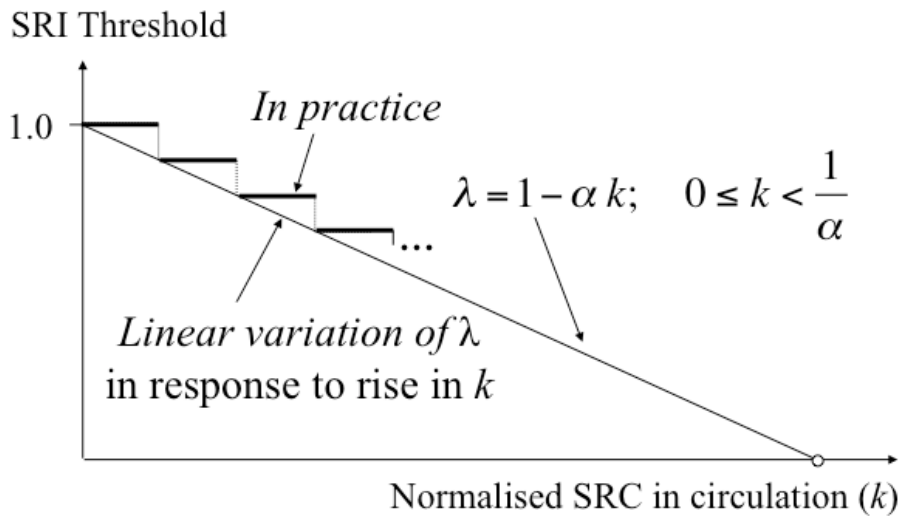 SRI Threshold
In practice
1.0
λ = 1 − α k; 0 ≤ k < 1/α
...
Linear variation of λ
in response to rise in k
Normalised SRC in circulation (k)